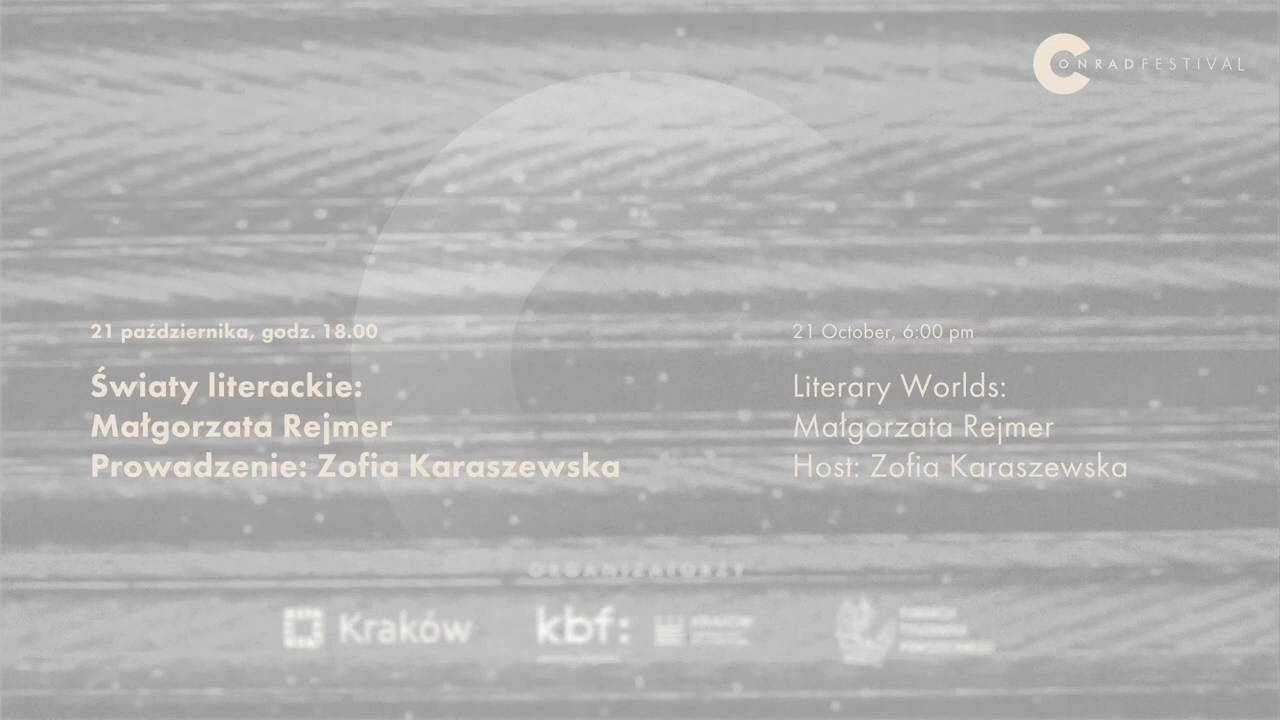 CONRADFESTIVAL
21 października, godz. 18.00
Światy literackie:
Małgorzata Rejmer
Prowadzenie: Zofia Karaszewska
21 October, 6:00 pm
Literary Worlds:
Małgorzata Rejmer
Host: Zofia Karaszewska
ORGANIZATORZY
Kraków
kbf: